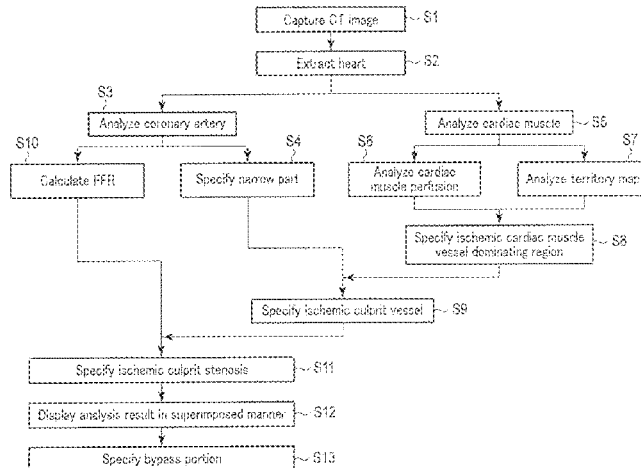 Capture CT image
S1
Extract heart
S2
S3
Analyze coronary artery
Analyze cardiac muscle
S5
S10
Calculate FFR
S4
Specify narrow part
S6
Analyze cardiac
muscle perfusion
S7
Analyze territory map
Specify ischemic cardiac muscle
vessel dominating region
S8
Specify ischemic culprit vessel
S9
Specify ischemic culprit stenosis
S11
Display analysis result in superimposed manner
S12
Specify bypass portion
S13